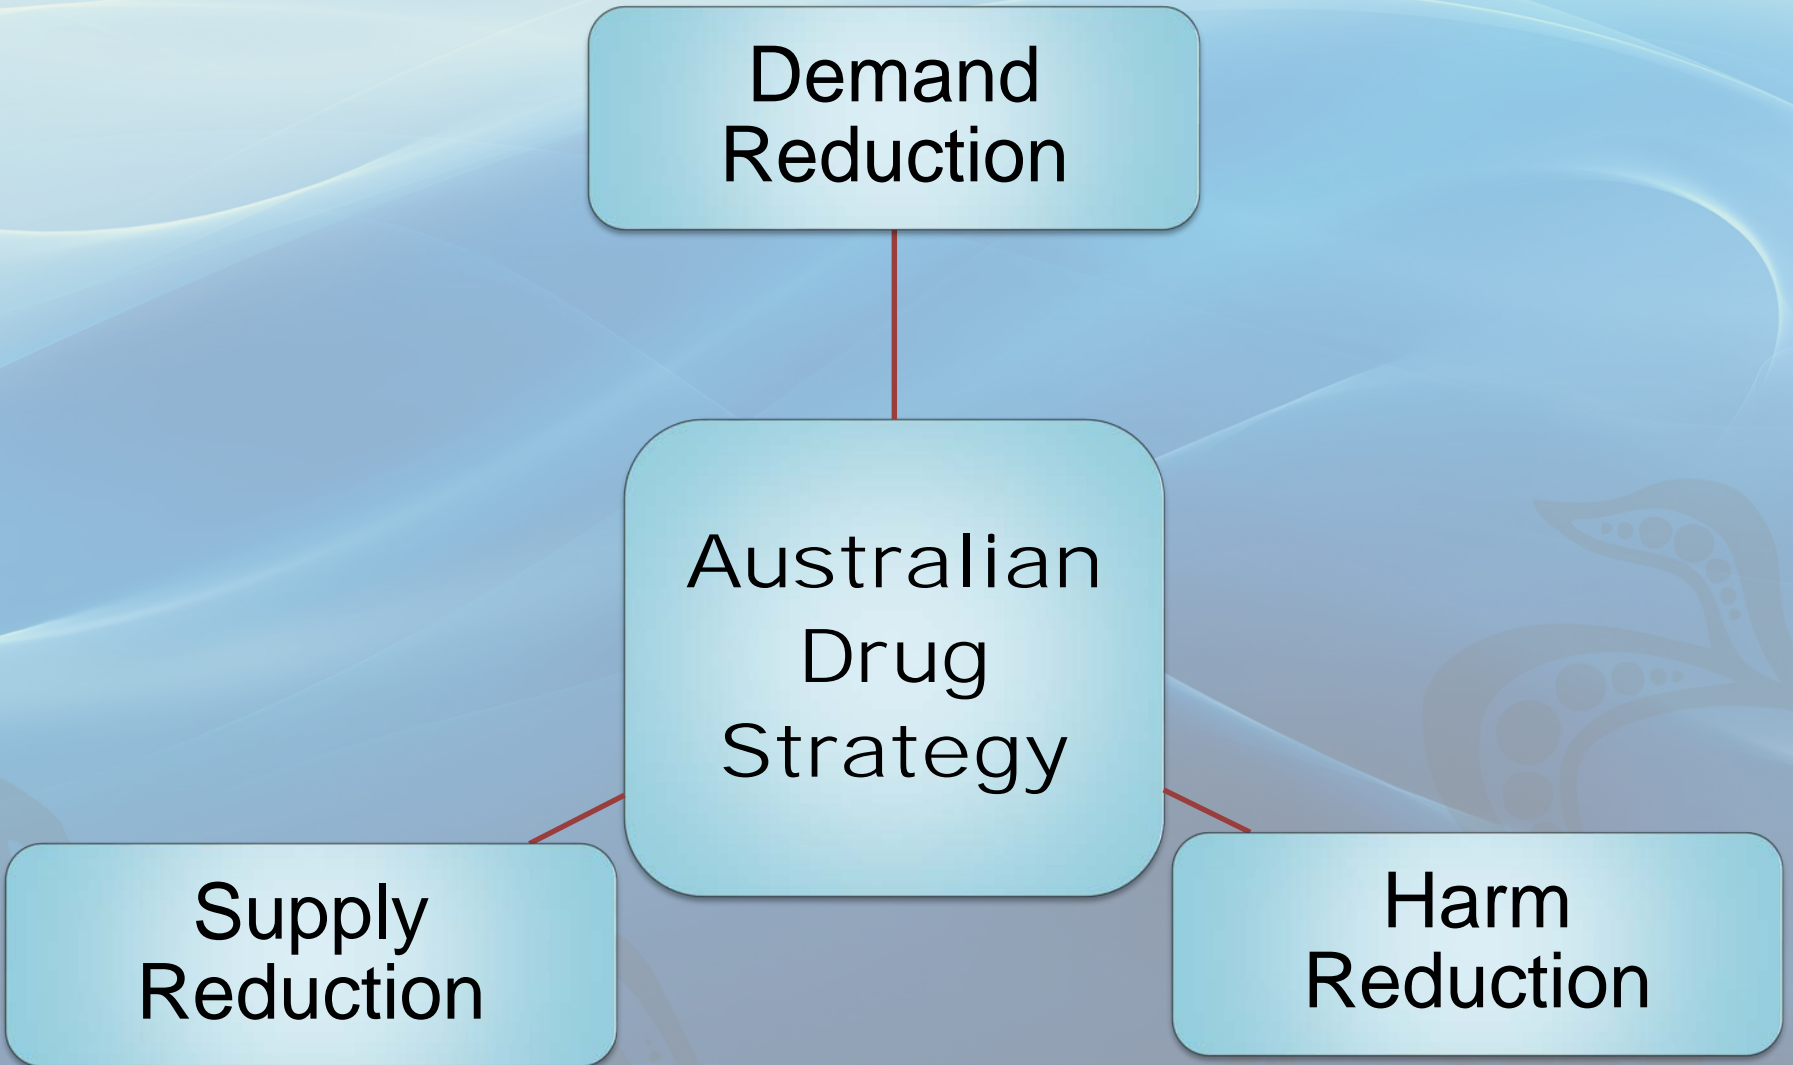 Demand
Reduction
Australian
Drug
Strategy
Supply
Reduction
Harm
Reduction